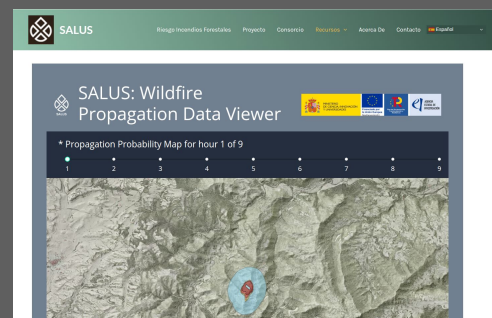 SALUS
Riesgo Incendios Forestales Proyecto Consorcio Recursos Acerca De Contacto Español
SALUS: Wildfire
Propagation Data Viewer
SALUS
* Propagation Probability Map for hour 1 of 9
1 2 3 4 5 6 7 8 9